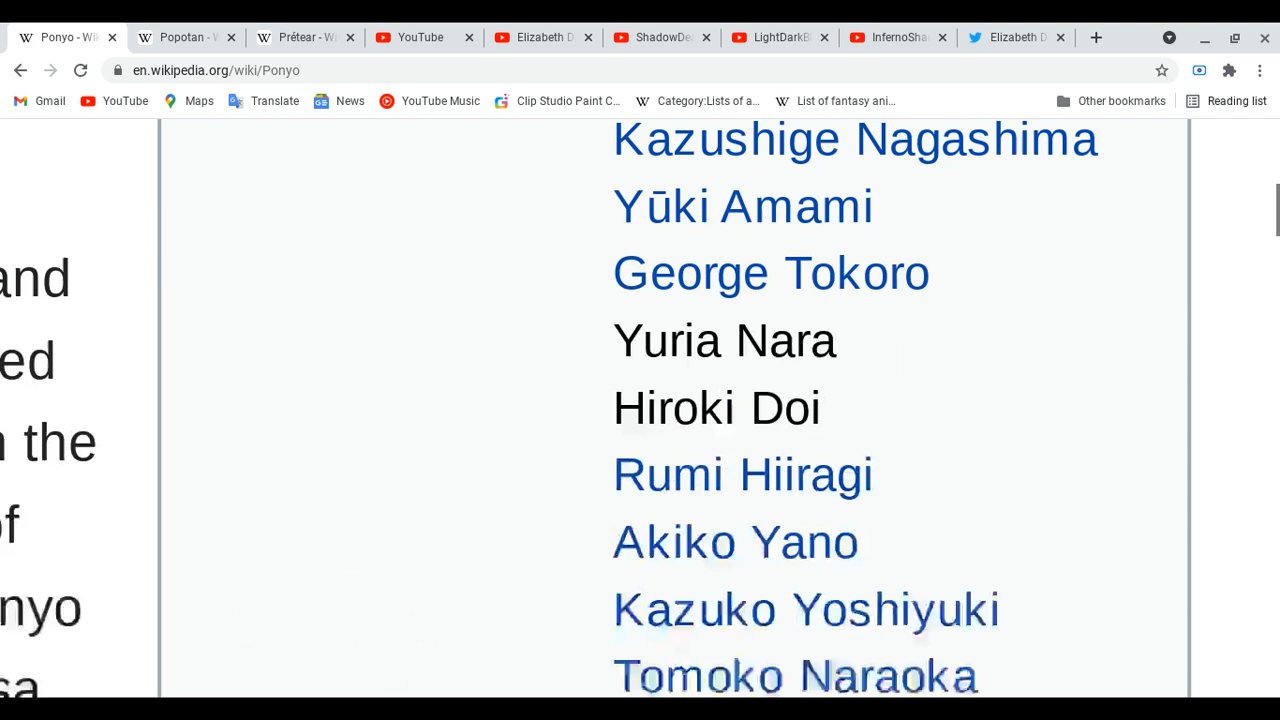 Ponyo - Wi
Popotan - W
Prétear - Wi
YouTube
Elizabeth D
ShadowDe
LightDarkB
InfernoSha
Elizabeth D
en.wikipedia.org/wiki/Ponyo
Gmail
YouTube
Maps
Translate
News
YouTube Music
Clip Studio Paint C...
Category:Lists of a...
List of fantasy ani...
Other bookmarks
Reading list
Kazushige Nagashima
Yūki Amami
and
George Tokoro
Yuria Nara
ed
Hiroki Doi
n the
Rumi Hiiragi
of
Akiko Yano
nyo
Kazuko Yoshiyuki
Tomoko Naraoka
sa